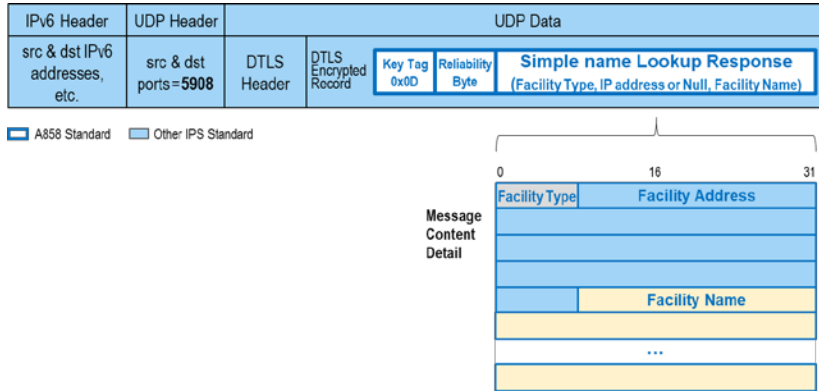 IPv6 Header
UDP Header
UDP Data
src & dst IPv6
addresses,
etc.
src & dst
ports=5908
DTLS
Header
DTLS
Encrypted
Record
Key Tag
0x0D
Reliability
Byte
Simple name Lookup Response
(Facility Type, IP address or Null, Facility Name)
A858 Standard
Other IPS Standard
0
16
31
Message
Content
Detail
Facility Type
Facility Address
Facility Name
...